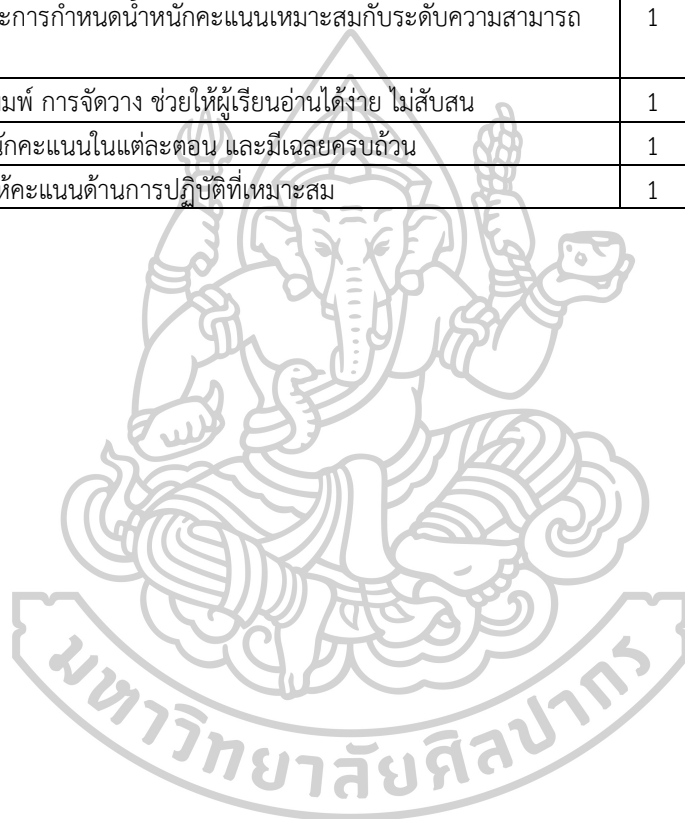 ะการกำหนดน้ำหนักคะแนนเหมาะสมกับระดับความสามารถ 1
มพ์ การจัดวาง ช่วยให้ผู้เรียนอ่านได้ง่าย ไม่สับสน 1
นักคะแนนในแต่ละตอน และมีเฉลยครบถ้วน 1
ห้คะแนนด้านการปฏิบัติที่เหมาะสม 1
มหาวิทยาลัยศิลปากร